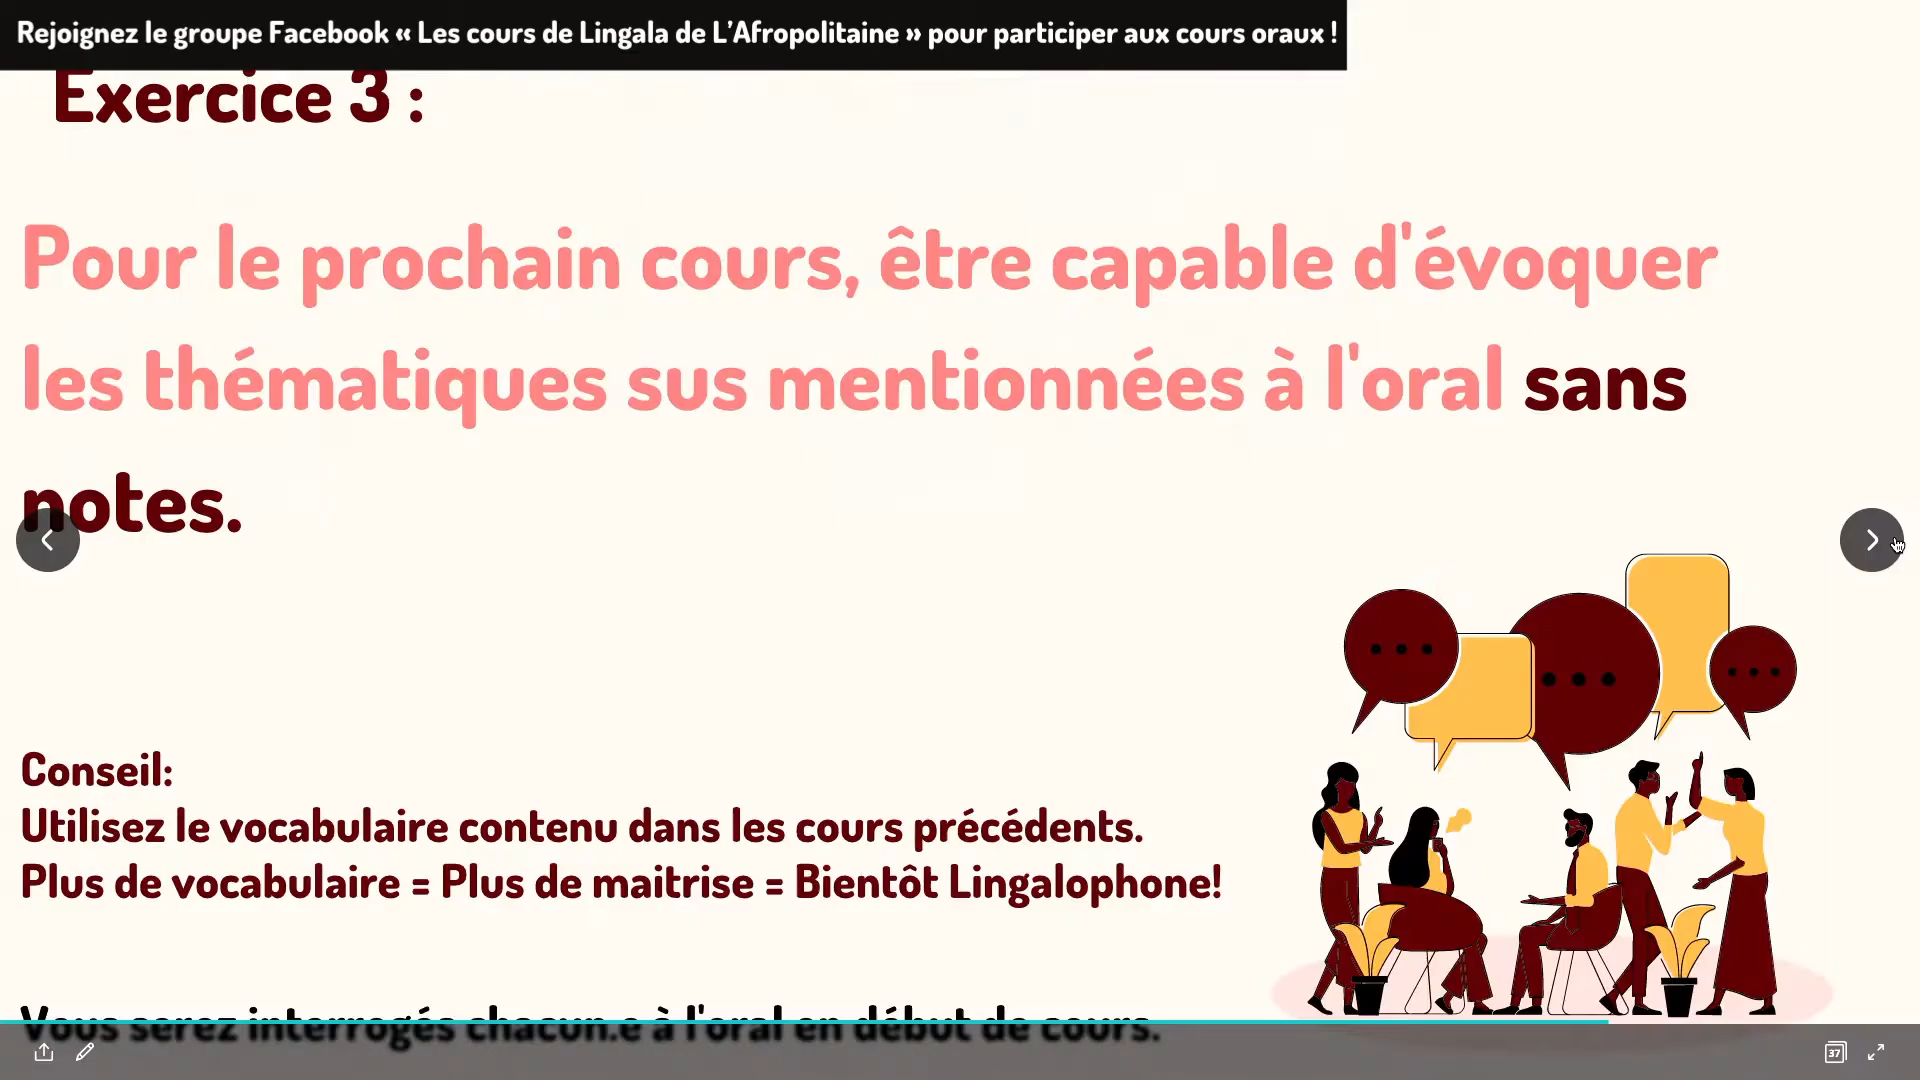 Rejoignez le groupe Facebook « Les cours de Lingala de L’Afropolitaine » pour participer aux cours oraux !
Exercice 3 :
Pour le prochain cours, être capable d'évoquer
les thématiques sus mentionnées à l'oral sans
notes.
Conseil:
Utilisez le vocabulaire contenu dans les cours précédents.
Plus de vocabulaire = Plus de maitrise = Bientôt Lingalophone!
Vous serez interrogés chacun.e à l'oral en début de cours.
37